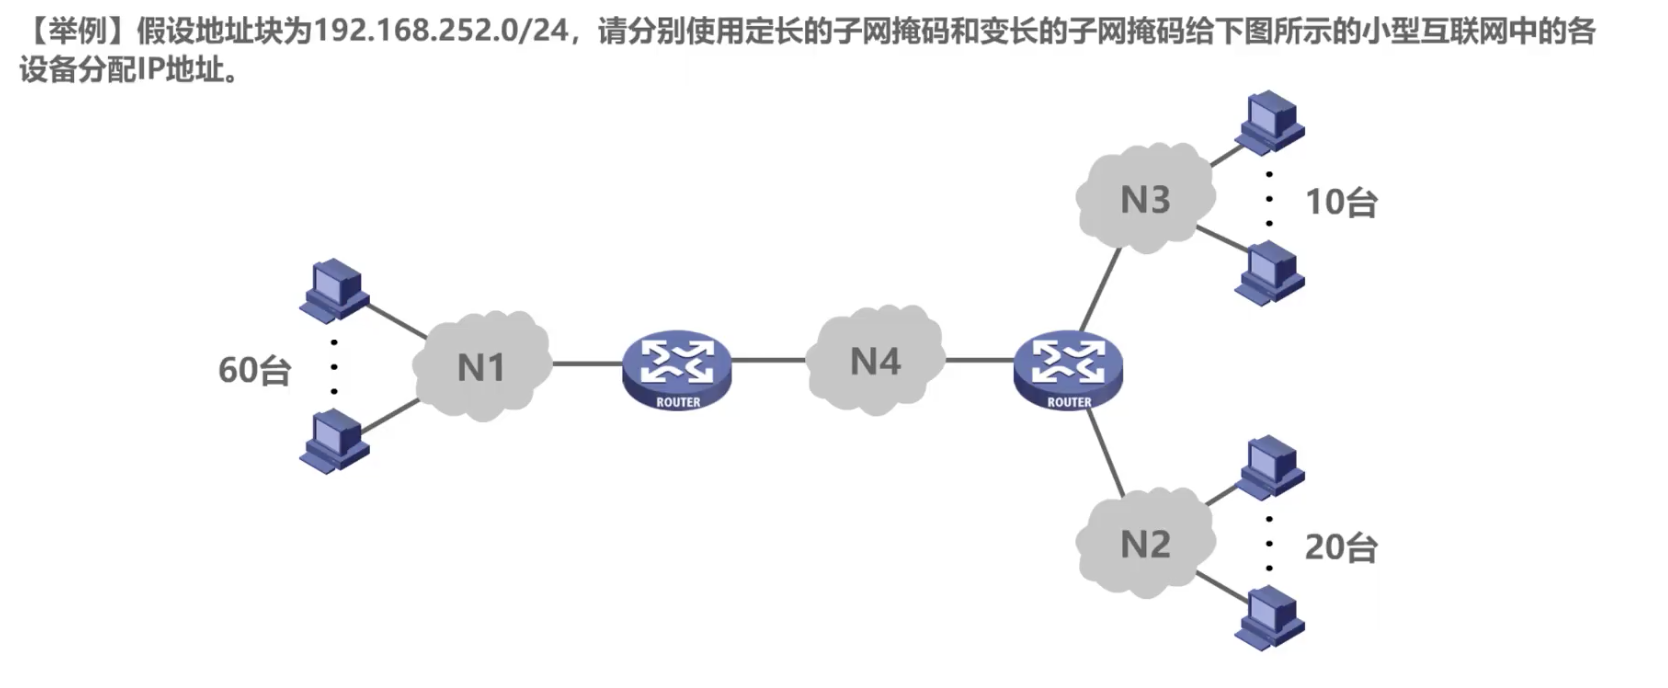 【举例】假设地址块为192.168.252.0/24，请分别使用定长的子网掩码和变长的子网掩码给下图所示的小型互联网中的各
设备分配IP地址。
N3
10台
N1
N4
60台
ROUTER
ROUTER
N2
20台